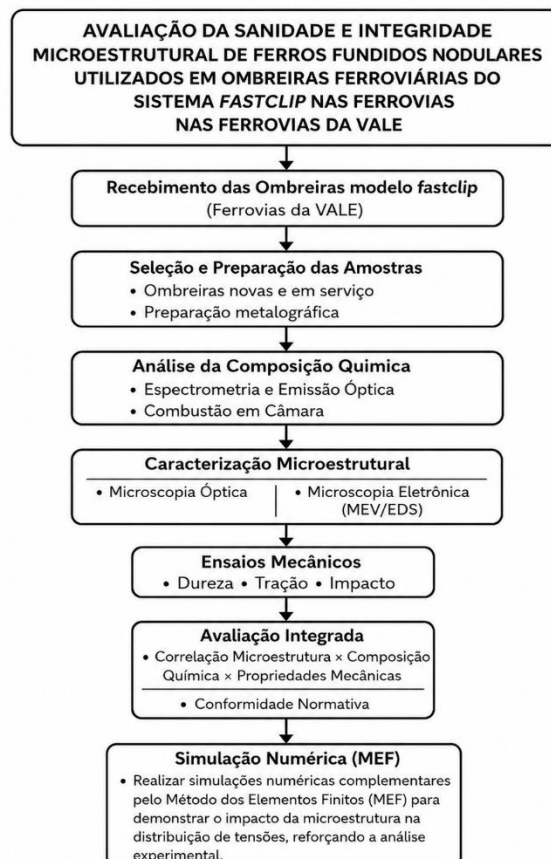 AVALIAÇÃO DA SANIDADE E INTEGRIDADE
MICROESTRUTURAL DE FERROS FUNDIDOS NODULARES
UTILIZADOS EM OMBREIRAS FERROVIÁRIAS DO
SISTEMA FASTCLIP NAS FERROVIAS
NAS FERROVIAS DA VALE
Recebimento das Ombreiras modelo fastclip
(Ferrovias da VALE)
Seleção e Preparação das Amostras
• Ombreiras novas e em serviço
• Preparação metalográfica
Análise da Composição Quimica
• Espectrometria e Emissão Óptica
• Combustão em Câmara
Caracterização Microestrutural
• Microscopia Óptica
• Microscopia Eletrônica
(MEV/EDS)
Ensaios Mecânicos
• Dureza • Tração • Impacto
Avaliação Integrada
• Correlação Microestrutura × Composição
Química × Propriedades Mecânicas
• Conformidade Normativa
Simulação Numérica (MEF)
• Realizar simulações numéricas complementares
pelo Método dos Elementos Finitos (MEF) para
demonstrar o impacto da microestrutura na
distribuição de tensões, reforçando a análise
experimental.